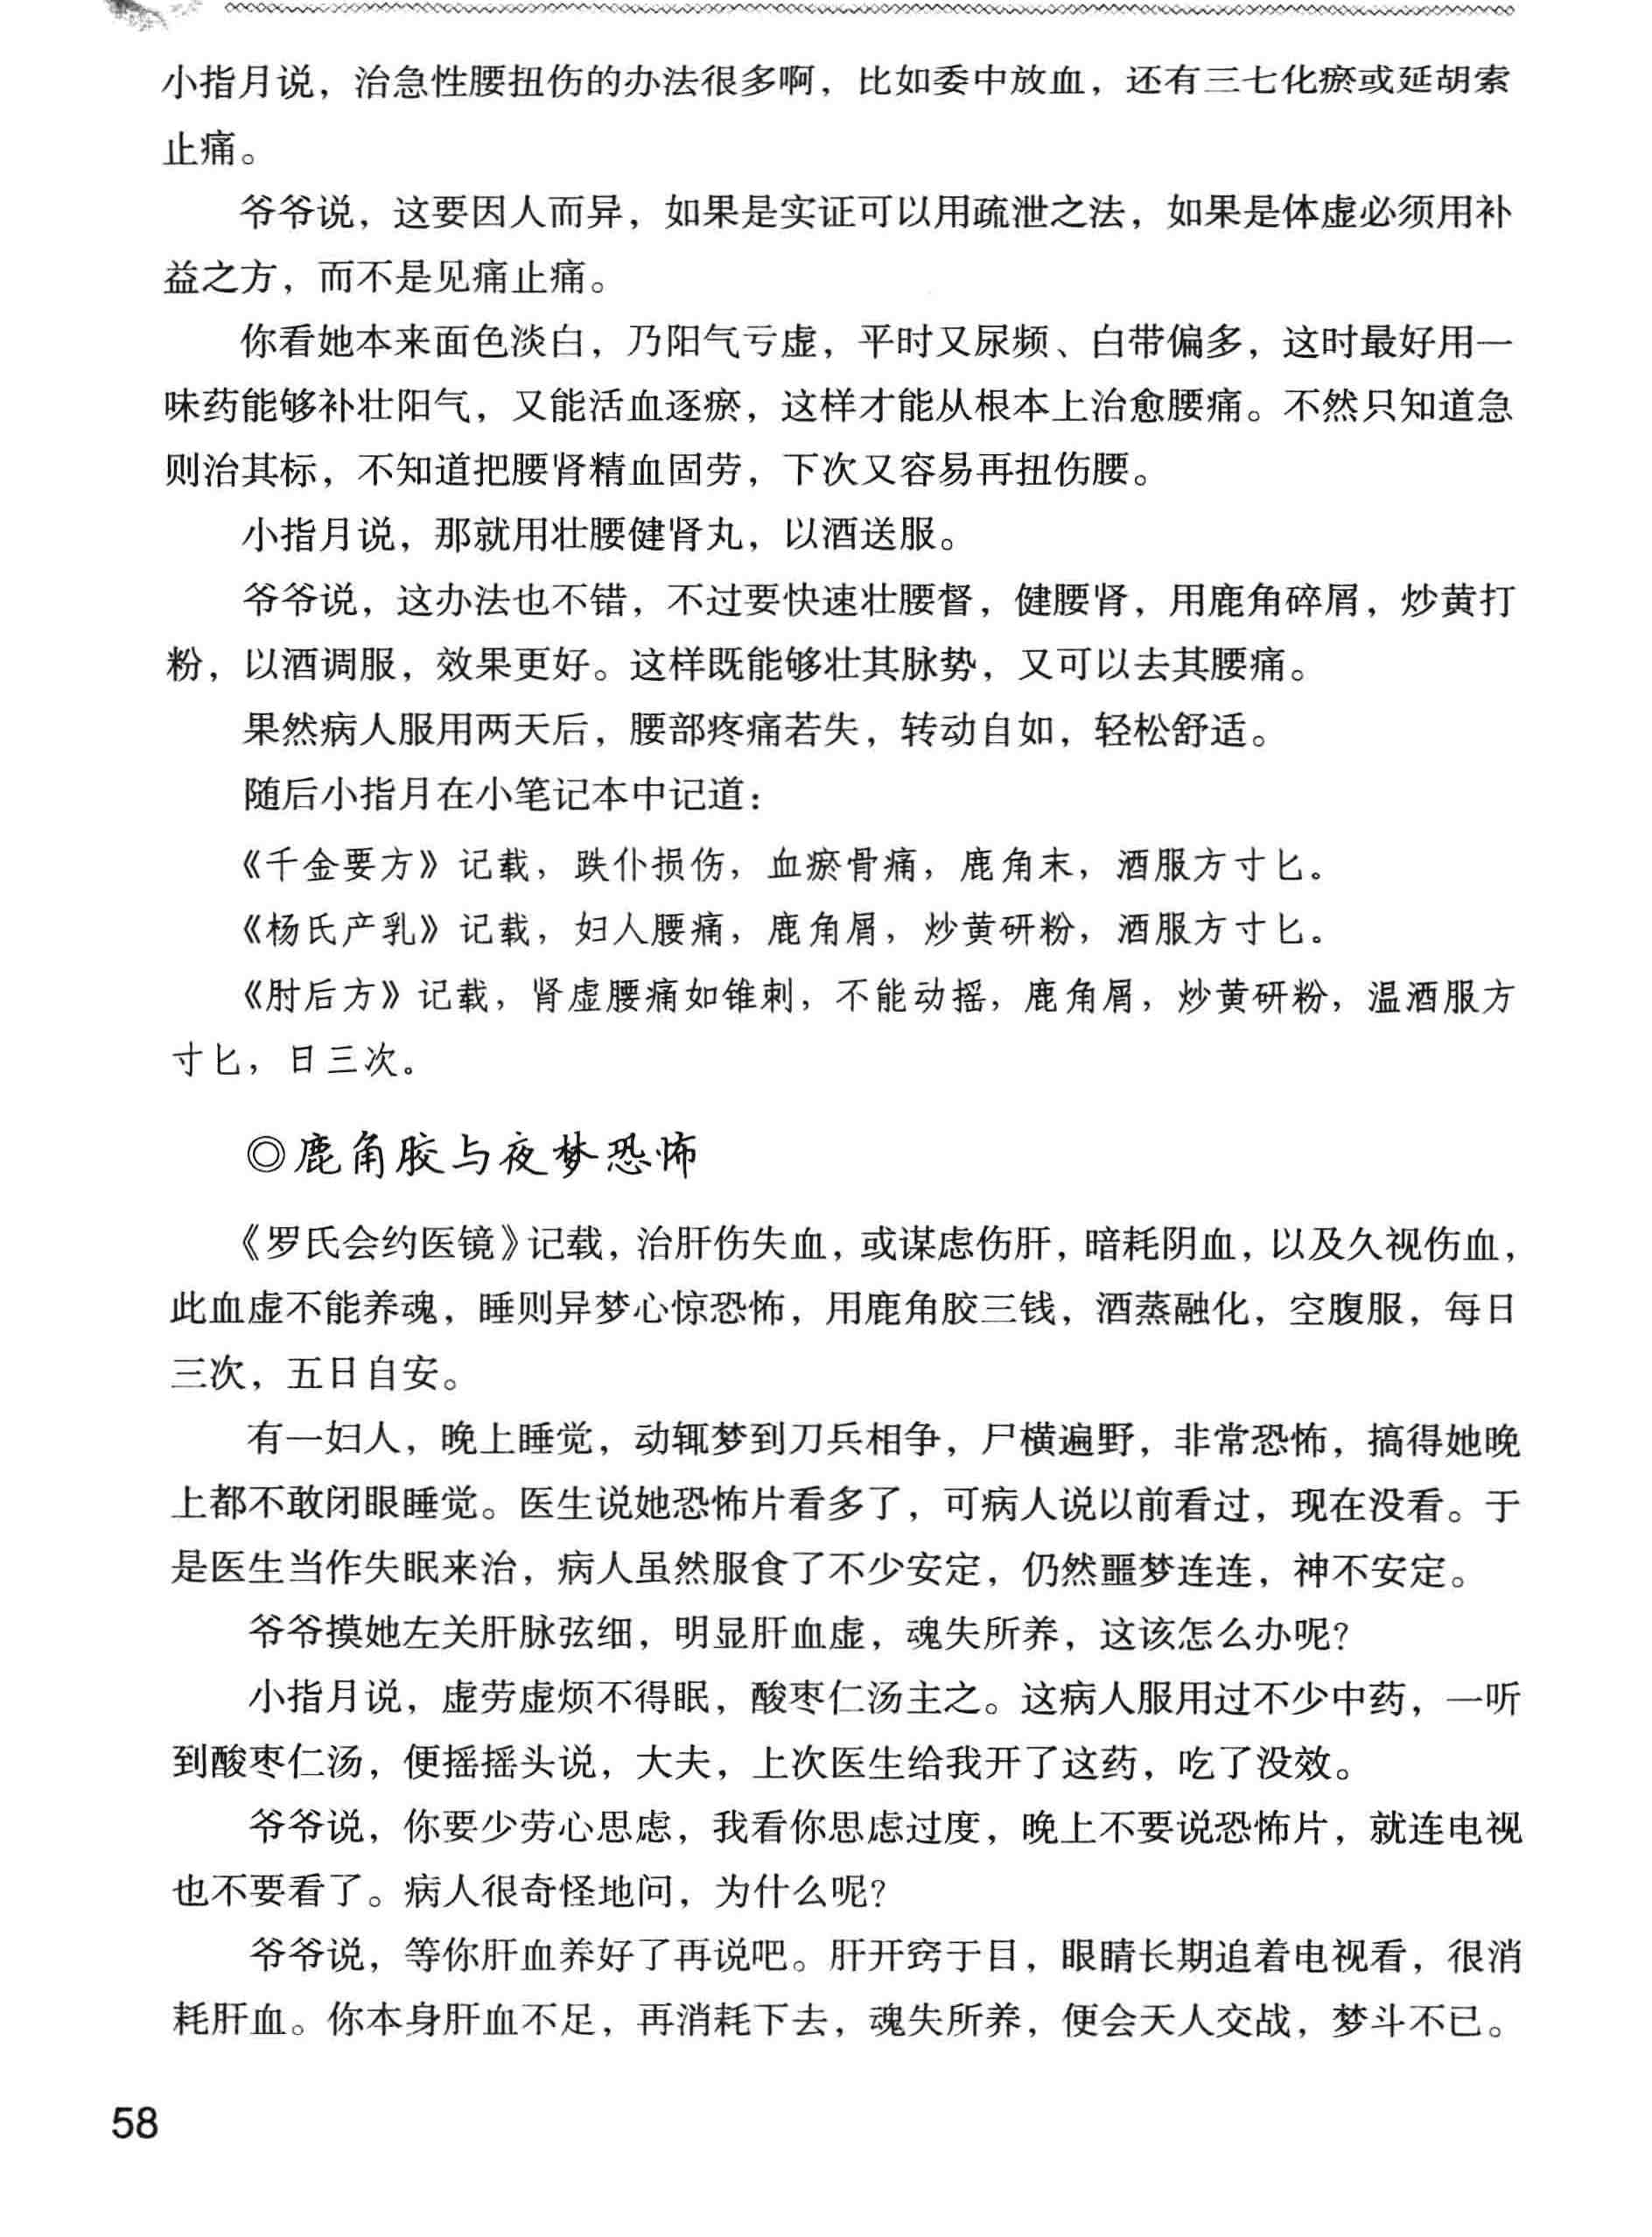 小指月说，治急性腰扭伤的办法很多啊，比如委中放血，还有三七化瘀或延胡索
止痛。
爷爷说，这要因人而异，如果是实证可以用疏泄之法，如果是体虚必须用补
益之方，而不是见痛止痛。
你看她本来面色淡白，乃阳气亏虚，平时又尿频、白带偏多，这时最好用一
味药能够补壮阳气，又能活血逐瘀，这样才能从根本上治愈腰痛。不然只知道急
则治其标，不知道把腰肾精血固劳，下次又容易再扭伤腰。
小指月说，那就用壮腰健肾丸，以酒送服。
爷爷说，这办法也不错，不过要快速壮腰督，健腰肾，用鹿角碎屑，炒黄打
粉，以酒调服，效果更好。这样既能够壮其脉势，又可以去其腰痛。
果然病人服用两天后，腰部疼痛若失，转动自如，轻松舒适。
随后小指月在小笔记本中记道：
《千金要方》记载，跌仆损伤，血瘀骨痛，鹿角末，酒服方寸匕。
《杨氏产乳》记载，妇人腰痛，鹿角屑，炒黄研粉，酒服方寸匕。
《肘后方》记载，肾虚腰痛如锥刺，不能动摇，鹿角屑，炒黄研粉，温酒服方
寸匕，日三次。
◎鹿角胶与夜梦恐怖
《罗氏会约医镜》记载，治肝伤失血，或谋虑伤肝，暗耗阴血，以及久视伤血，
此血虚不能养魂，睡则异梦心惊恐怖，用鹿角胶三钱，酒蒸融化，空腹服，每日
三次，五日自安。
有一妇人，晚上睡觉，动辄梦到刀兵相争，尸横遍野，非常恐怖，搞得她晚
上都不敢闭眼睡觉。医生说她恐怖片看多了，可病人说以前看过，现在没看。于
是医生当作失眠来治，病人虽然服食了不少安定，仍然噩梦连连，神不安定。
爷爷摸她左关肝脉弦细，明显肝血虚，魂失所养，这该怎么办呢？
小指月说，虚劳虚烦不得眠，酸枣仁汤主之。这病人服用过不少中药，一听
到酸枣仁汤，便摇摇头说，大夫，上次医生给我开了这药，吃了没效。
爷爷说，你要少劳心思虑，我看你思虑过度，晚上不要说恐怖片，就连电视
也不要看了。病人很奇怪地问，为什么呢？
爷爷说，等你肝血养好了再说吧。肝开窍于目，眼睛长期追着电视看，很消
耗肝血。你本身肝血不足，再消耗下去，魂失所养，便会天人交战，梦斗不已。
58